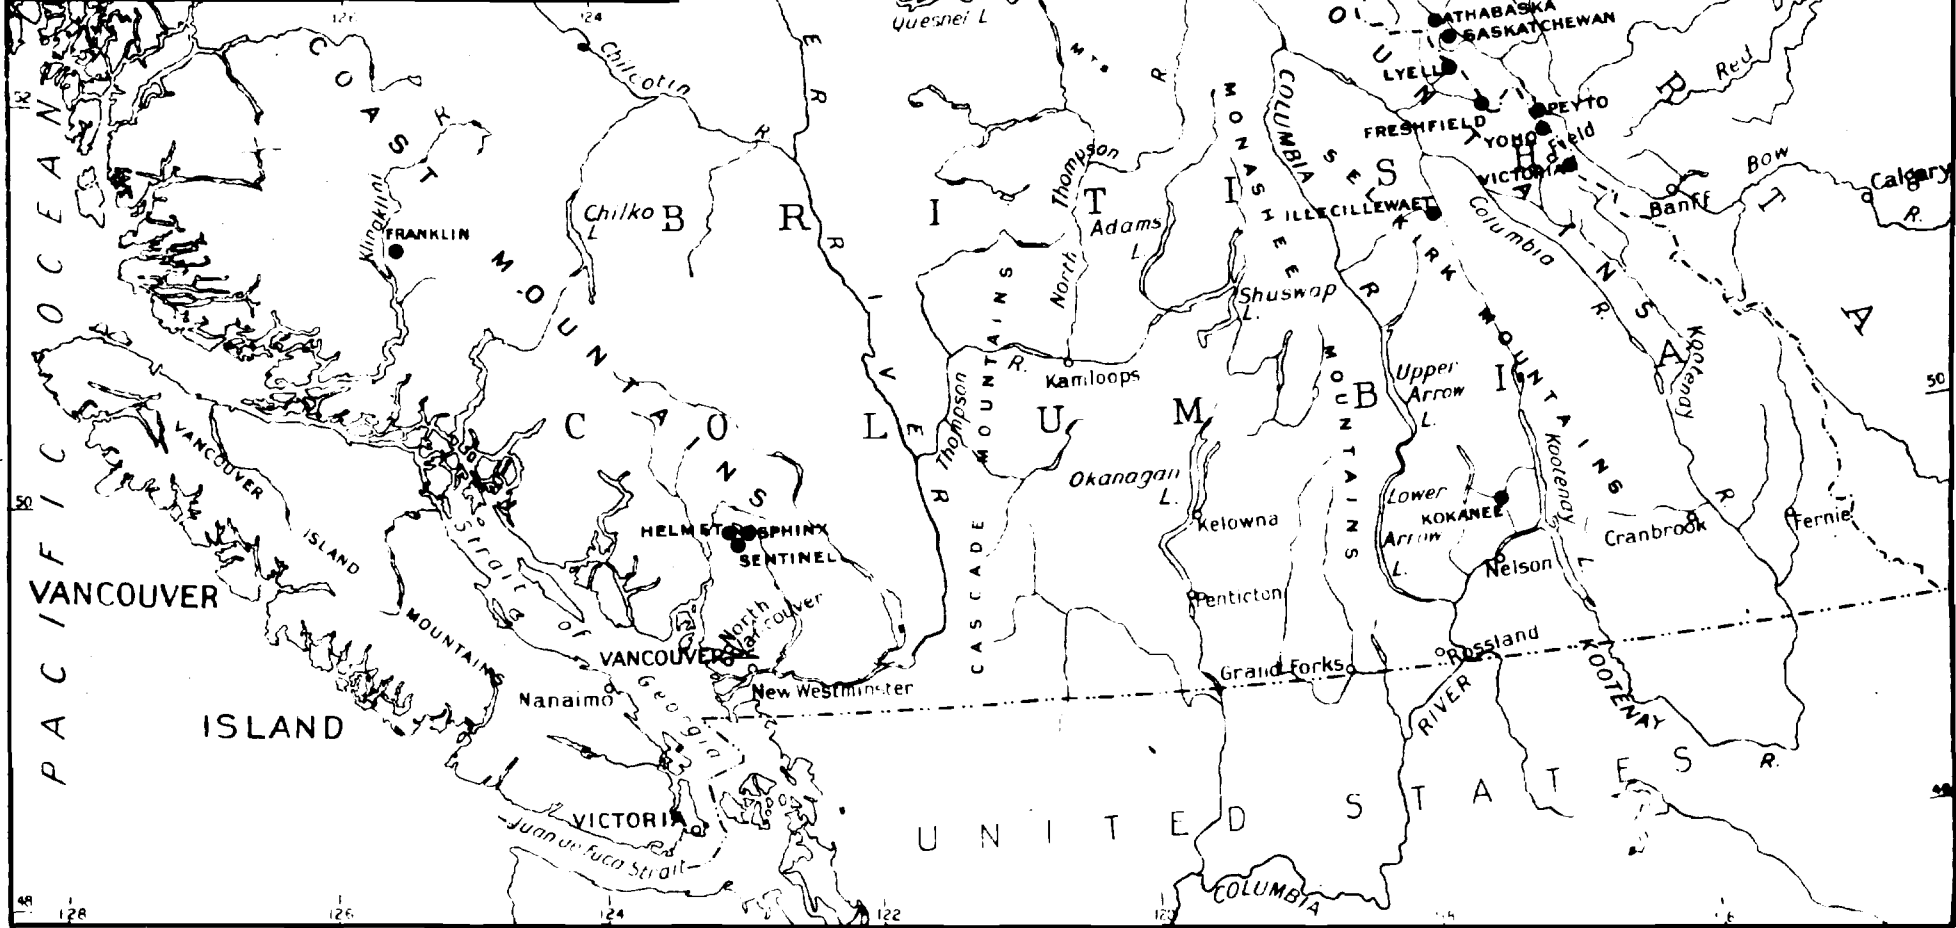 126
124
Quesnel L
ATHABASKA
SASKATCHEWAN
LYELL
Red
R
Chilcotin
R
FRESHFIELD
PEYTO
YOHO
Field
VICTORIA
Bow
Calgary
R.
Banff
ILLECILLEWAET
North Thompson
R
Adams
L.
Chilko
L
Klinaklini
R
FRANKLIN
COAST MOUNTAINS
BRITISH
COLUMBIA
MONASHEE MOUNTAINS
SELKIRK MOUNTAINS
COLUMBIA
R
Columbia
R.
Shuswap
L.
Kootenay
R
50
Kamloops
R.
Thompson
CASCADE MOUNTAINS
Upper
Arrow
L.
Okanagan
L.
Kelowna
Lower
Arrow
L.
KOKANEE
Kootenay
L
Cranbrook
Fernie
Nelson
Penticton
50
PACIFIC OCEAN
VANCOUVER
ISLAND
MOUNTAINS
Strait of Georgia
HELMET
SPHINX
SENTINEL
RIVER
R
VANCOUVER
ISLAND
North
Vancouver
VANCOUVER
New Westminster
Nanaimo
Grand Forks
Rossland
RIVER
KOOTENAY
R.
VICTORIA
Juan de Fuca Strait
UNITED STATES
COLUMBIA
48
128
126
124
122
120